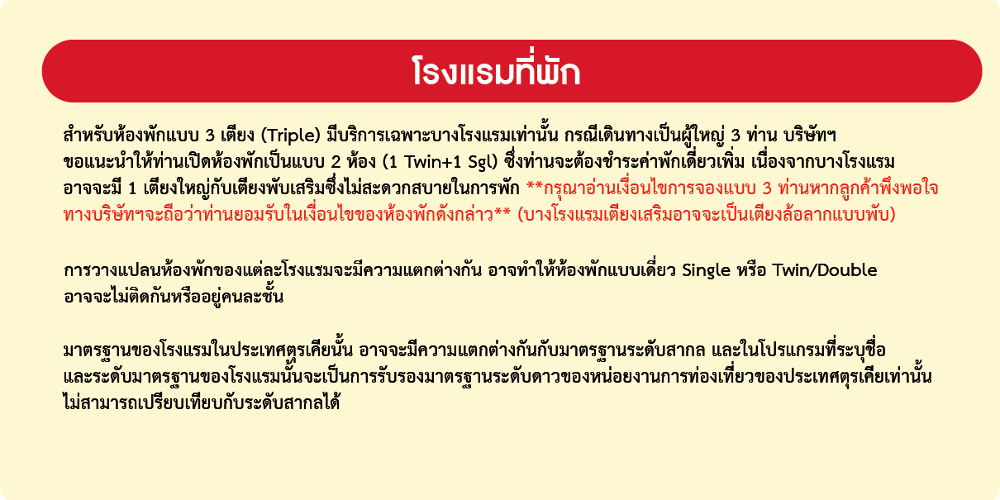 โรงแรมที่พัก
สำหรับห้องพักแบบ 3 เตียง (Triple) มีบริการเฉพาะบางโรงแรมเท่านั้น กรณีเดินทางเป็นผู้ใหญ่ 3 ท่าน บริษัทฯ
ขอแนะนำให้ท่านเปิดห้องพักเป็นแบบ 2 ห้อง (1 Twin+1 Sgl) ซึ่งท่านจะต้องชำระค่าพักเดี่ยวเพิ่ม เนื่องจากบางโรงแรม
อาจจะมี 1 เตียงใหญ่กับเตียงพับเสริมซึ่งไม่สะดวกสบายในการพัก **กรุณาอ่านเงื่อนไขการจองแบบ 3 ท่านหากลูกค้าพึงพอใจ
ทางบริษัทฯจะถือว่าท่านยอมรับในเงื่อนไขของห้องพักดังกล่าว** (บางโรงแรมเตียงเสริมอาจจะเป็นเตียงล้อลากแบบพับ)
การวางแปลนห้องพักของแต่ละโรงแรมจะมีความแตกต่างกัน อาจทำให้ห้องพักแบบเดี่ยว Single หรือ Twin/Double
อาจจะไม่ติดกันหรืออยู่คนละชั้น
มาตรฐานของโรงแรมในประเทศตุรเคียนั้น อาจจะมีความแตกต่างกันกับมาตรฐานระดับสากล และในโปรแกรมที่ระบุชื่อ
และระดับมาตรฐานของโรงแรมนั้นจะเป็นการรับรองมาตรฐานระดับดาวของหน่อยงานการท่องเที่ยวของประเทศตุรเคียเท่านั้น
ไม่สามารถเปรียบเทียบกับระดับสากลได้